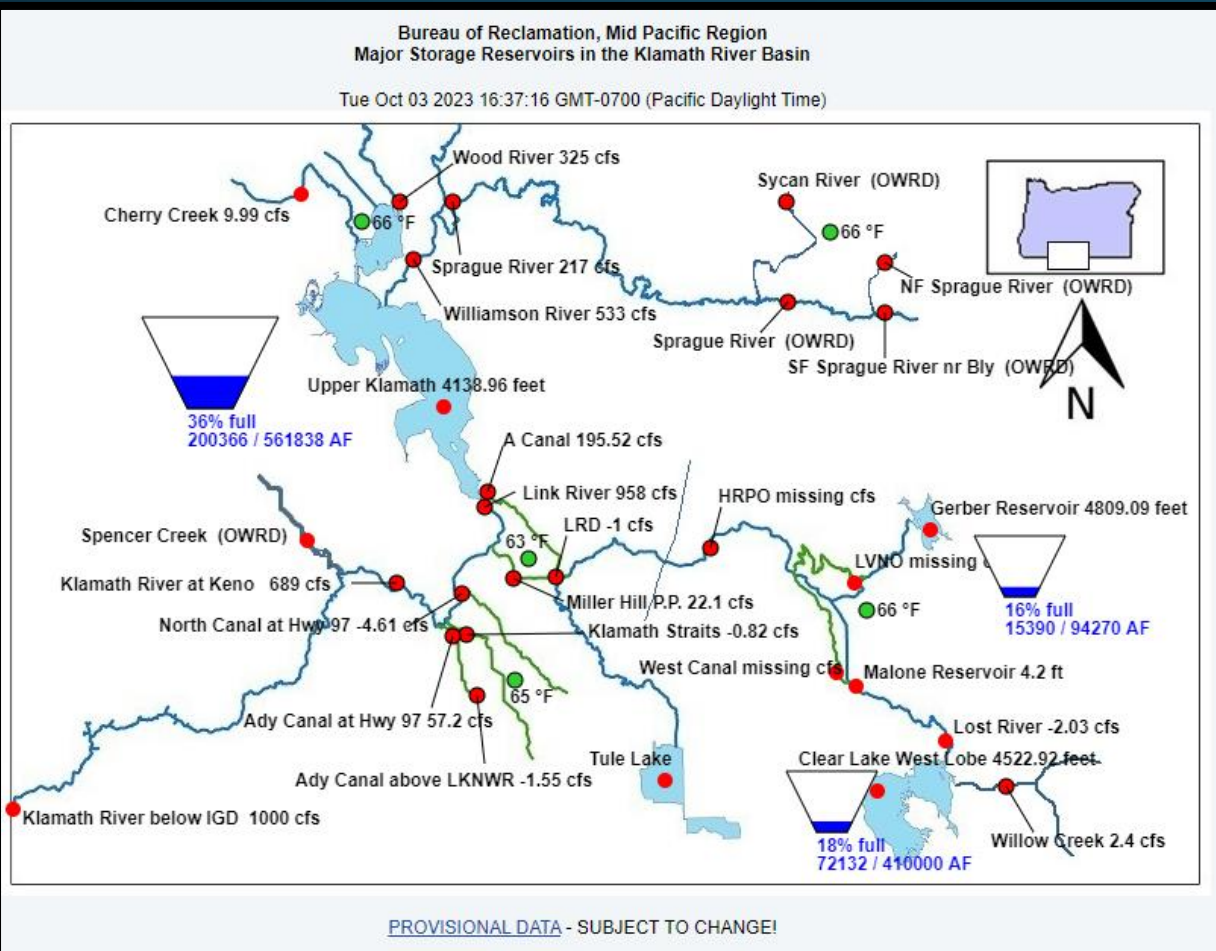 Bureau of Reclamation, Mid Pacific Region
Major Storage Reservoirs in the Klamath River Basin
Tue Oct 03 2023 16:37:16 GMT-0700 (Pacific Daylight Time)
Wood River 325 cfs
Sycan River (OWRD)
Cherry Creek 9.99 cfs
66 °F
66 °F
Sprague River 217 cfs
NF Sprague River (OWRD)
Williamson River 533 cfs
Sprague River (OWRD)
SF Sprague River nr Bly (OWRD)
Upper Klamath 4138.96 feet
N
36% full
200366 / 561838 AF
A Canal 195.52 cfs
Link River 958 cfs
HRPO missing cfs
Gerber Reservoir 4809.09 feet
LRD -1 cfs
Spencer Creek (OWRD)
63 °F
LVNO missing c
Klamath River at Keno 689 cfs
Miller Hill P.P. 22.1 cfs
66 °F
16% full
15390 / 94270 AF
North Canal at Hwy 97 -4.61 cfs
Klamath Straits -0.82 cfs
West Canal missing cfs
Malone Reservoir 4.2 ft
65 °F
Ady Canal at Hwy 97 57.2 cfs
Lost River -2.03 cfs
Tule Lake
Clear Lake West Lobe 4522.92 feet
Ady Canal above LKNWR -1.55 cfs
Klamath River below IGD 1000 cfs
Willow Creek 2.4 cfs
18% full
72132 / 410000 AF
PROVISIONAL DATA - SUBJECT TO CHANGE!